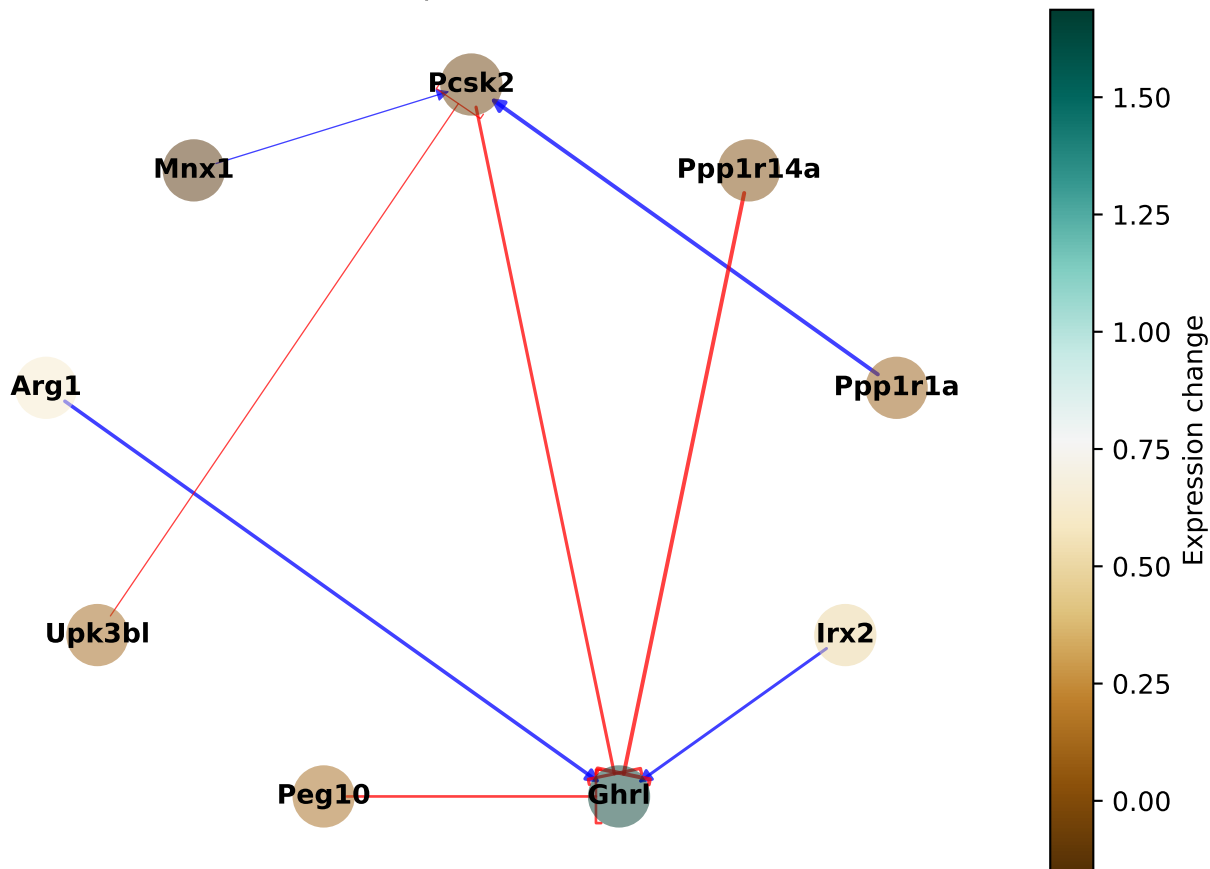 Pcsk2
Mnx1
Ppp1r14a
Arg1
Ppp1r1a
Upk3bl
Irx2
Peg10
Ghrl
1.50
1.25
1.00
0.75
0.50
0.25
0.00
Expression change